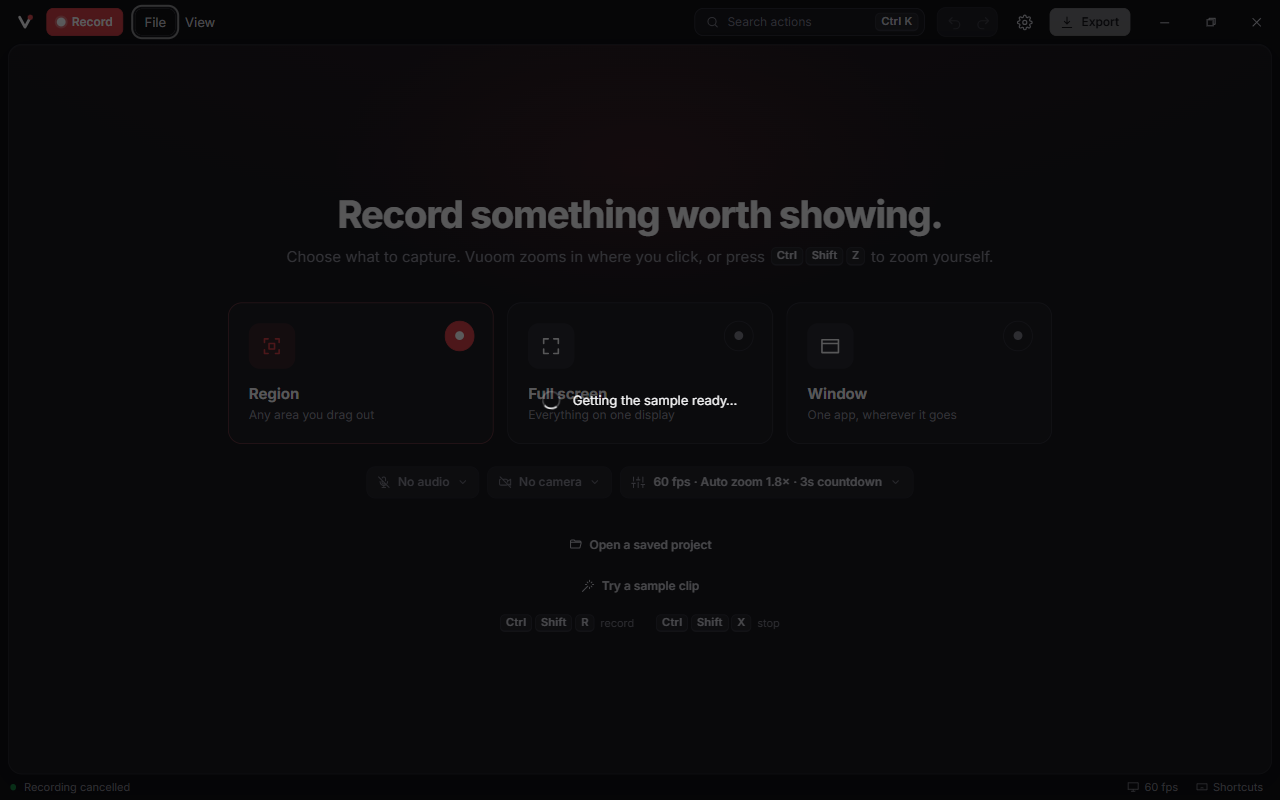 Record File View Search actions Ctrl K Export
Record something worth showing.
Choose what to capture. Vuoom zooms in where you click, or press Ctrl Shift Z to zoom yourself.
Region Full screen Window
Getting the sample ready...
Any area you drag out Everything on one display One app, wherever it goes
No audio No camera 60 fps · Auto zoom 1.8× · 3s countdown
Open a saved project
Try a sample clip
Ctrl Shift R record Ctrl Shift X stop
Recording cancelled 60 fps Shortcuts